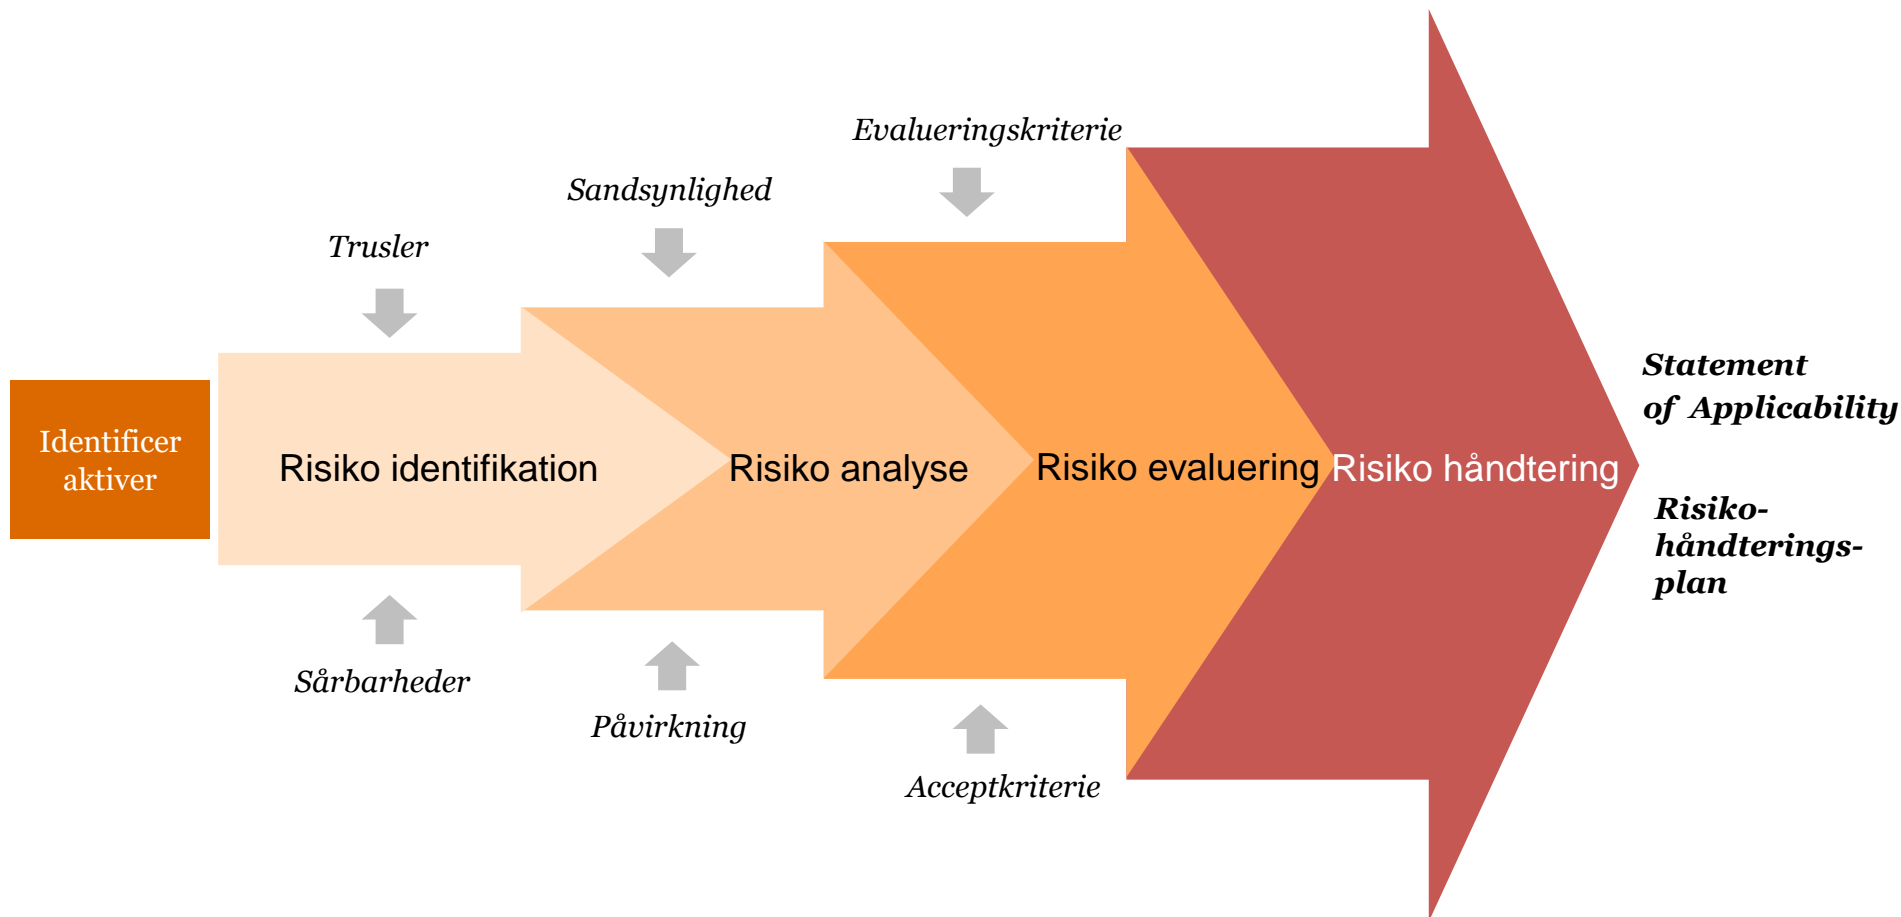 Evalueringskriterie
Sandsynlighed
Trusler
Identificer
aktiver
Risiko identifikation
Risiko analyse
Risiko evaluering
Risiko håndtering
Statement
of Applicability
Risiko-
håndterings-
plan
Sårbarheder
Påvirkning
Acceptkriterie